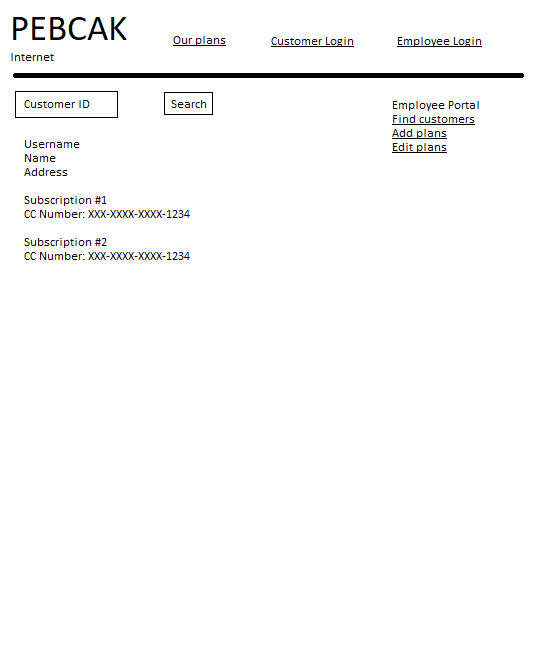 PEBCAK
Internet
Our plans
Customer Login
Employee Login
Customer ID
Search
Username
Name
Address
Subscription #1
CC Number: XXX-XXXX-XXXX-1234
Subscription #2
CC Number: XXX-XXXX-XXXX-1234
Employee Portal
Find customers
Add plans
Edit plans